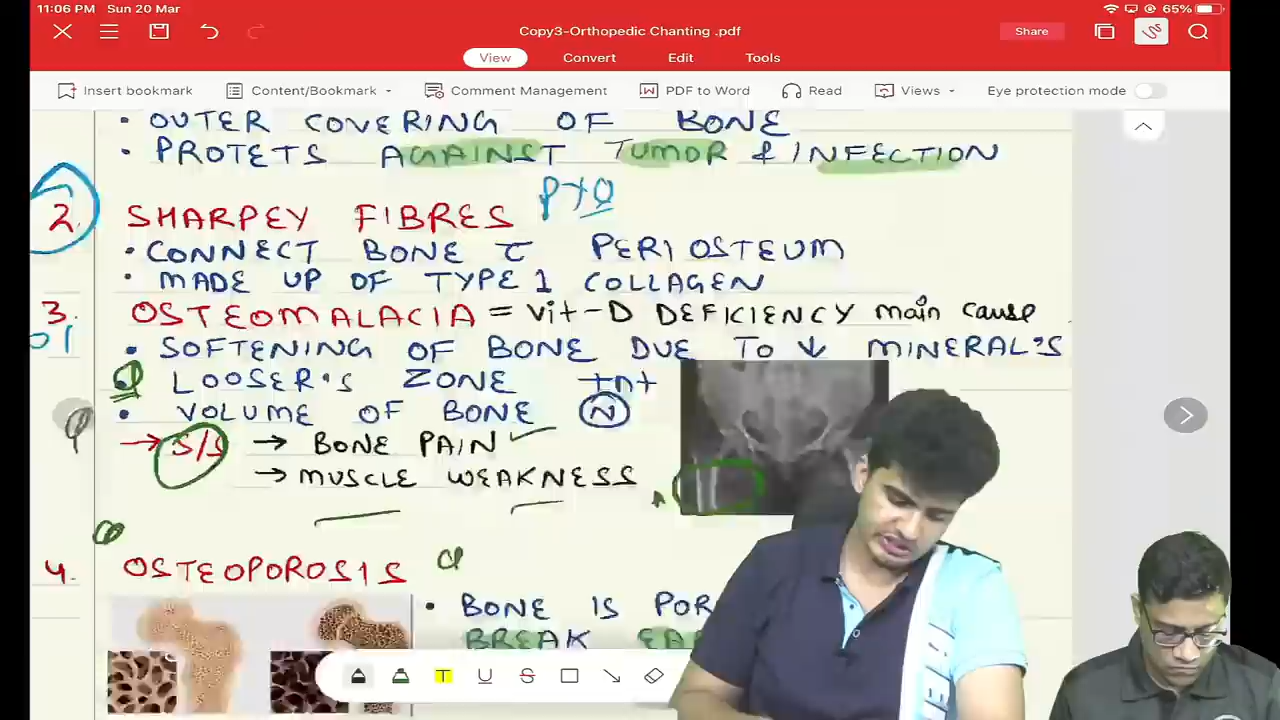 11:06 PM Sun 20 Mar
65%
Copy3-Orthopedic Chanting .pdf
Share
View Convert Edit Tools
Insert bookmark Content/Bookmark Comment Management PDF to Word Read Views Eye protection mode
• OUTER COVERING OF BONE
• PROTETS AGAINST TUMOR & INFECTION
2. SHARPEY FIBRES PYQ
• CONNECT BONE c̄ PERIOSTEUM
• MADE UP OF TYPE 1 COLLAGEN
3. OSTEOMALACIA = Vit-D DEFICIENCY main cause
• SOFTENING OF BONE DUE TO ↓ MINERAL'S
LOOSER'S ZONE +nt
• VOLUME OF BONE N
→ S/S → BONE PAIN
→ MUSCLE WEAKNESS
4. OSTEOPOROSIS
• BONE IS POR
BREAK EA